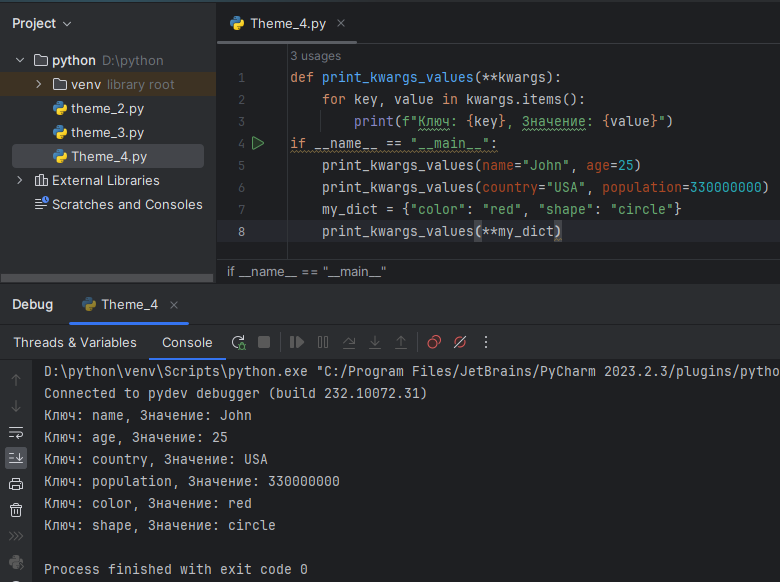 Project
python D:\python
venv library root
theme_2.py
theme_3.py
Theme_4.py
External Libraries
Scratches and Consoles
Theme_4.py
3 usages
1 def print_kwargs_values(**kwargs):
2 for key, value in kwargs.items():
3 print(f"Ключ: {key}, Значение: {value}")
4 if __name__ == "__main__":
5 print_kwargs_values(name="John", age=25)
6 print_kwargs_values(country="USA", population=330000000)
7 my_dict = {"color": "red", "shape": "circle"}
8 print_kwargs_values(**my_dict)
if __name__ == "__main__"
Debug Theme_4
Threads & Variables Console
D:\python\venv\Scripts\python.exe "C:/Program Files/JetBrains/PyCharm 2023.2.3/plugins/pytho
Connected to pydev debugger (build 232.10072.31)
Ключ: name, Значение: John
Ключ: age, Значение: 25
Ключ: country, Значение: USA
Ключ: population, Значение: 330000000
Ключ: color, Значение: red
Ключ: shape, Значение: circle
Process finished with exit code 0